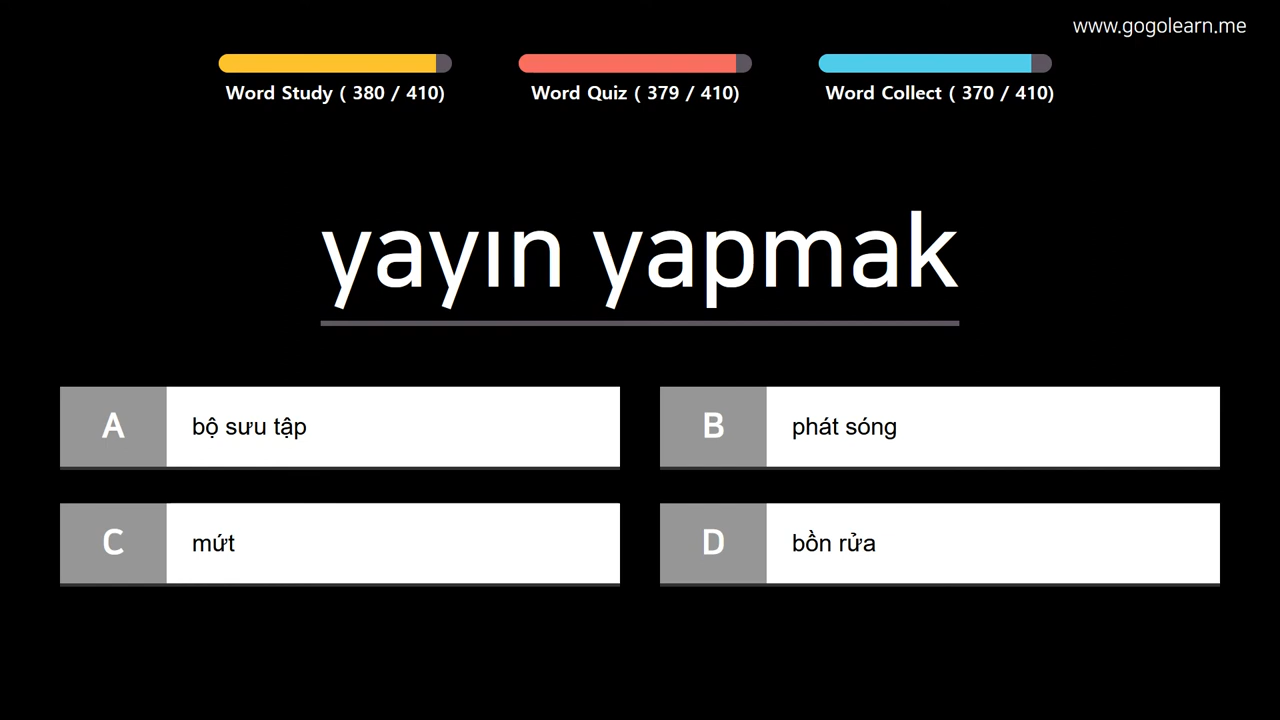 www.gogolearn.me
Word Study ( 380 / 410)
Word Quiz ( 379 / 410)
Word Collect ( 370 / 410)
yayın yapmak
A bộ sưu tập
B phát sóng
C mứt
D bồn rửa